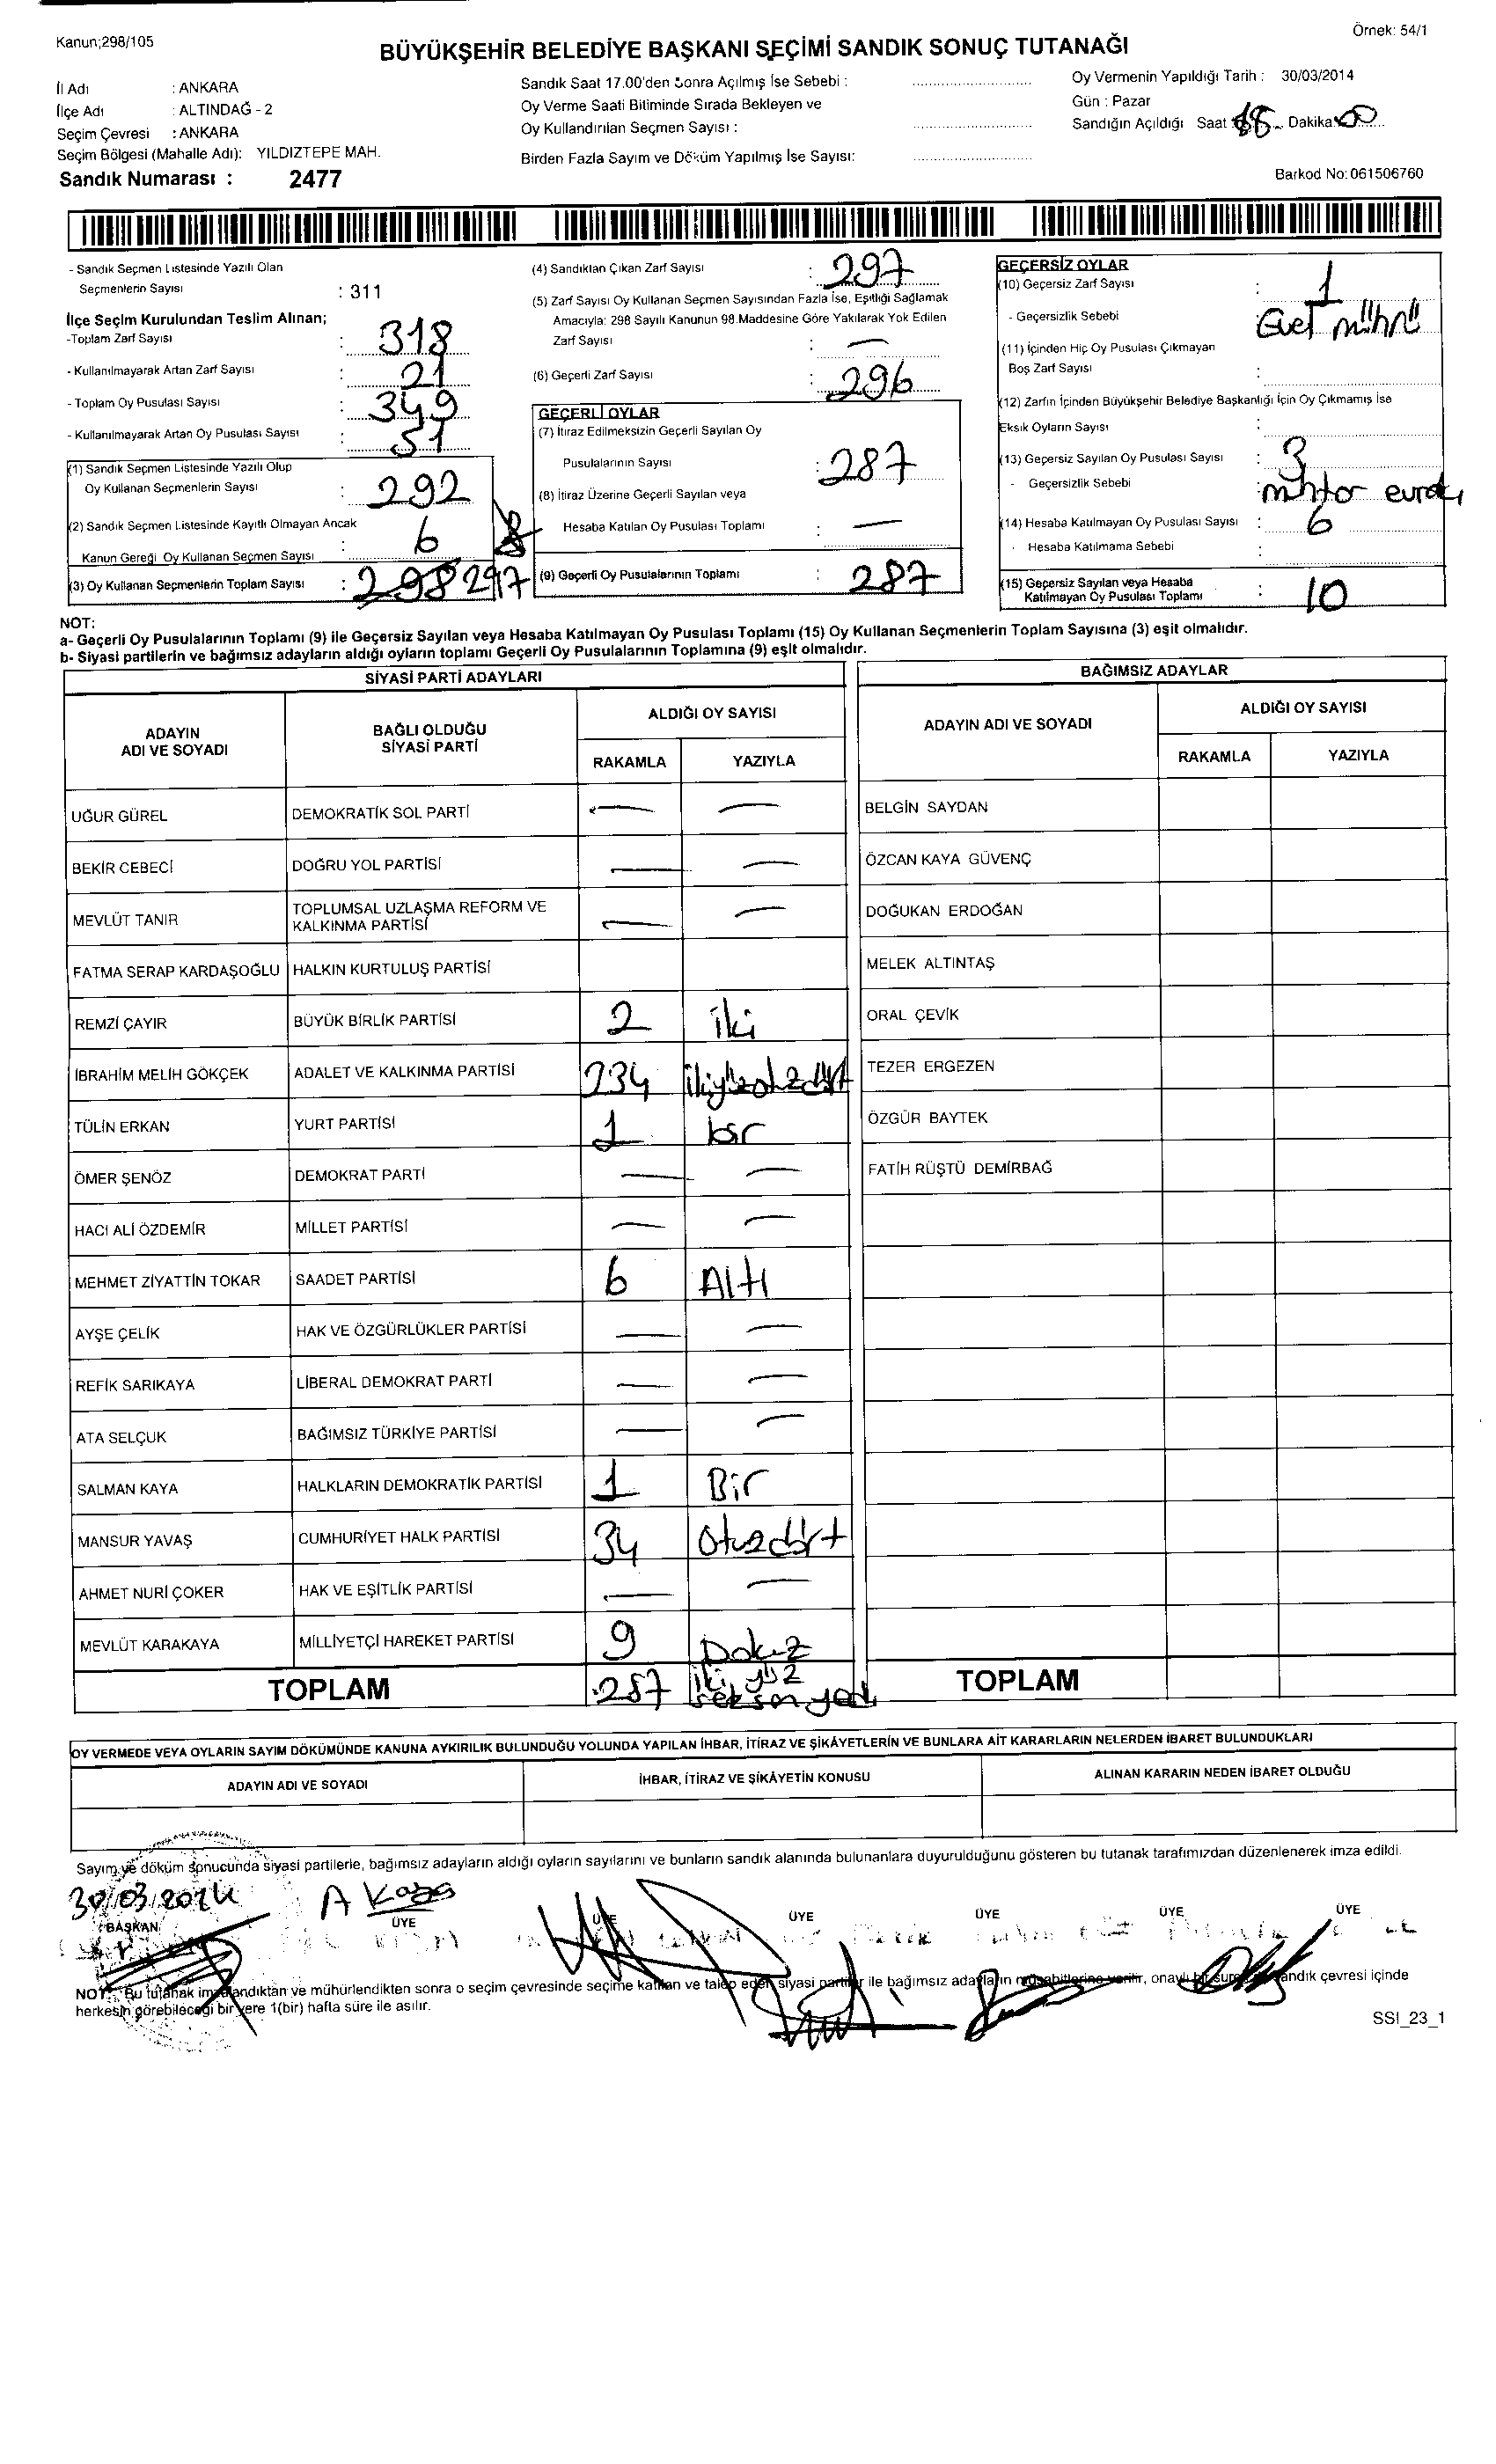 Kanun;298/105
Örnek: 54/1
BÜYÜKŞEHİR BELEDİYE BAŞKANI SEÇİMİ SANDIK SONUÇ TUTANAĞI
İl Adı : ANKARA
İlçe Adı : ALTINDAĞ - 2
Seçim Çevresi : ANKARA
Seçim Bölgesi (Mahalle Adı): YILDIZTEPE MAH.
Sandık Numarası : 2477
Sandık Saat 17.00'den Sonra Açılmış İse Sebebi :
Oy Verme Saati Bitiminde Sırada Bekleyen ve
Oy Kullandırılan Seçmen Sayısı :
Birden Fazla Sayım ve Döküm Yapılmış İse Sayısı:
Oy Vermenin Yapıldığı Tarih : 30/03/2014
Gün : Pazar
Sandığın Açıldığı Saat Dakika 00
Barkod No: 061506760
- Sandık Seçmen Listesinde Yazılı Olan
Seçmenlerin Sayısı : 311
İlçe Seçim Kurulundan Teslim Alınan;
-Toplam Zarf Sayısı : 318
- Kullanılmayarak Artan Zarf Sayısı : 21
- Toplam Oy Pusulası Sayısı : 349
- Kullanılmayarak Artan Oy Pusulası Sayısı : 51
(1) Sandık Seçmen Listesinde Yazılı Olup
Oy Kullanan Seçmenlerin Sayısı : 292
(2) Sandık Seçmen Listesinde Kayıtlı Olmayan Ancak
Kanun Gereği Oy Kullanan Seçmen Sayısı : 6
(3) Oy Kullanan Seçmenlerin Toplam Sayısı : 298 297
(4) Sandıktan Çıkan Zarf Sayısı : 297
(5) Zarf Sayısı Oy Kullanan Seçmen Sayısından Fazla İse, Eşitliği Sağlamak
Amacıyla: 298 Sayılı Kanunun 98.Maddesine Göre Yakılarak Yok Edilen
Zarf Sayısı : —
(6) Geçerli Zarf Sayısı : 296
GEÇERLİ OYLAR
(7) İtiraz Edilmeksizin Geçerli Sayılan Oy
Pusulalarının Sayısı : 287
(8) İtiraz Üzerine Geçerli Sayılan veya
Hesaba Katılan Oy Pusulası Toplamı : —
(9) Geçerli Oy Pusulalarının Toplamı : 287
GEÇERSİZ OYLAR
(10) Geçersiz Zarf Sayısı : 1
- Geçersizlik Sebebi : Evet mührü
(11) İçinden Hiç Oy Pusulası Çıkmayan
Boş Zarf Sayısı :
(12) Zarfın İçinden Büyükşehir Belediye Başkanlığı İçin Oy Çıkmamış İse
Eksik Oyların Sayısı :
(13) Geçersiz Sayılan Oy Pusulası Sayısı : 3
- Geçersizlik Sebebi : mhtar evrakı
(14) Hesaba Katılmayan Oy Pusulası Sayısı : 6
- Hesaba Katılmama Sebebi :
(15) Geçersiz Sayılan veya Hesaba
Katılmayan Oy Pusulası Toplamı : 10
NOT:
a- Geçerli Oy Pusulalarının Toplamı (9) ile Geçersiz Sayılan veya Hesaba Katılmayan Oy Pusulası Toplamı (15) Oy Kullanan Seçmenlerin Toplam Sayısına (3) eşit olmalıdır.
b- Siyasi partilerin ve bağımsız adayların aldığı oyların toplamı Geçerli Oy Pusulalarının Toplamına (9) eşit olmalıdır.
SİYASİ PARTİ ADAYLARI
ADAYIN ADI VE SOYADI BAĞLI OLDUĞU SİYASİ PARTİ ALDIĞI OY SAYISI
RAKAMLA YAZIYLA
UĞUR GÜREL DEMOKRATİK SOL PARTİ — —
BEKİR CEBECİ DOĞRU YOL PARTİSİ — —
MEVLÜT TANIR TOPLUMSAL UZLAŞMA REFORM VE KALKINMA PARTİSİ — —
FATMA SERAP KARDAŞOĞLU HALKIN KURTULUŞ PARTİSİ
REMZİ ÇAYIR BÜYÜK BİRLİK PARTİSİ 2 iki
İBRAHİM MELİH GÖKÇEK ADALET VE KALKINMA PARTİSİ 234 ikiyüzotuzdört
TÜLİN ERKAN YURT PARTİSİ 1 bir
ÖMER ŞENÖZ DEMOKRAT PARTİ — —
HACI ALİ ÖZDEMİR MİLLET PARTİSİ — —
MEHMET ZİYATTİN TOKAR SAADET PARTİSİ 6 Altı
AYŞE ÇELİK HAK VE ÖZGÜRLÜKLER PARTİSİ — —
REFİK SARIKAYA LİBERAL DEMOKRAT PARTİ — —
ATA SELÇUK BAĞIMSIZ TÜRKİYE PARTİSİ — —
SALMAN KAYA HALKLARIN DEMOKRATİK PARTİSİ 1 Bir
MANSUR YAVAŞ CUMHURİYET HALK PARTİSİ 34 Otuzdört
AHMET NURİ ÇOKER HAK VE EŞİTLİK PARTİSİ — —
MEVLÜT KARAKAYA MİLLİYETÇİ HAREKET PARTİSİ 9 Dokuz
TOPLAM 287 iki yüz seksen yedi
BAĞIMSIZ ADAYLAR
ADAYIN ADI VE SOYADI ALDIĞI OY SAYISI
RAKAMLA YAZIYLA
BELGİN SAYDAN
ÖZCAN KAYA GÜVENÇ
DOĞUKAN ERDOĞAN
MELEK ALTINTAŞ
ORAL ÇEVİK
TEZER ERGEZEN
ÖZGÜR BAYTEK
FATİH RÜŞTÜ DEMİRBAĞ
TOPLAM
OY VERMEDE VEYA OYLARIN SAYIM DÖKÜMÜNDE KANUNA AYKIRILIK BULUNDUĞU YOLUNDA YAPILAN İHBAR, İTİRAZ VE ŞİKÂYETLERİN VE BUNLARA AİT KARARLARIN NELERDEN İBARET BULUNDUKLARI
ADAYIN ADI VE SOYADI İHBAR, İTİRAZ VE ŞİKÂYETİN KONUSU ALINAN KARARIN NEDEN İBARET OLDUĞU
Sayım ve döküm sonucunda siyasi partilerle, bağımsız adayların aldığı oyların sayılarını ve bunların sandık alanında bulunanlara duyurulduğunu gösteren bu tutanak tarafımızdan düzenlenerek imza edildi.
30/03/2014
BAŞKAN ÜYE ÜYE ÜYE ÜYE ÜYE ÜYE
NOT: Bu tutanak imzalandıktan ve mühürlendikten sonra o seçim çevresinde seçime katılan ve talep eden siyasi partiler ile bağımsız adayların müşahitlerine verilir, onaylı bir sureti sandık çevresi içinde
herkesin görebileceği bir yere 1(bir) hafta süre ile asılır.
SSI_23_1